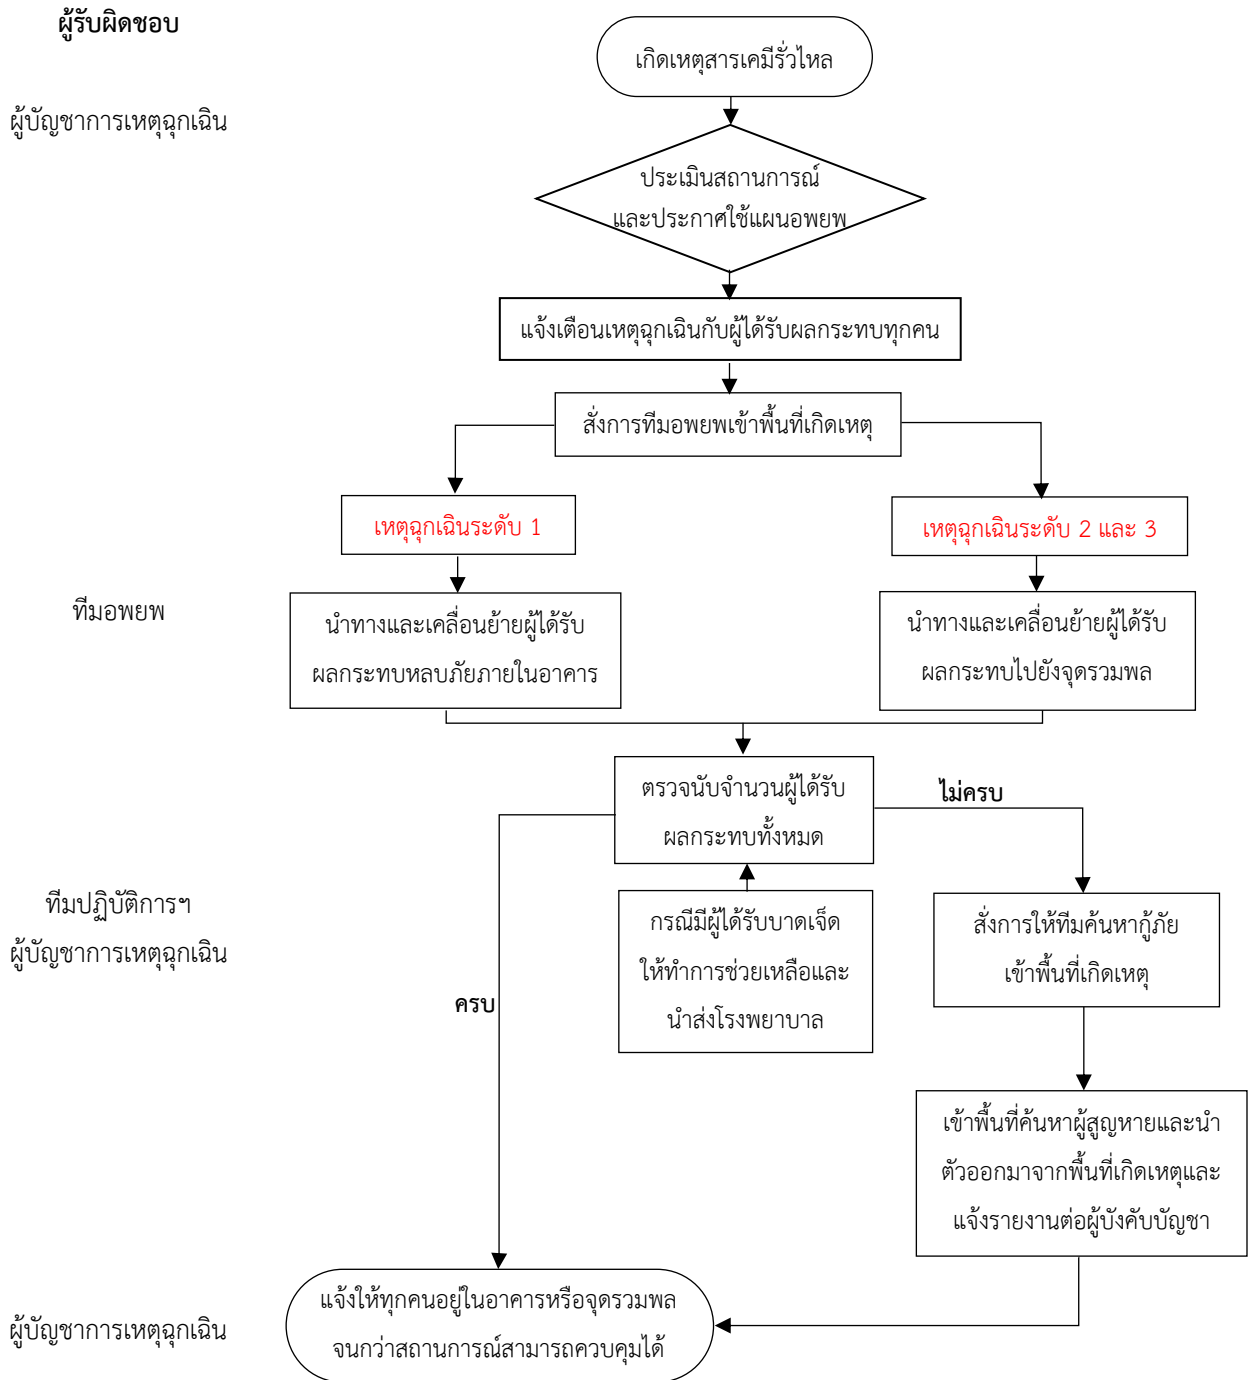 ผู้รับผิดชอบ
เกิดเหตุสารเคมีรั่วไหล
ผู้บัญชาการเหตุฉุกเฉิน
ประเมินสถานการณ์
และประกาศใช้แผนอพยพ
แจ้งเตือนเหตุฉุกเฉินกับผู้ได้รับผลกระทบทุกคน
สั่งการทีมอพยพเข้าพื้นที่เกิดเหตุ
เหตุฉุกเฉินระดับ 1
เหตุฉุกเฉินระดับ 2 และ 3
ทีมอพยพ
นำทางและเคลื่อนย้ายผู้ได้รับ
ผลกระทบหลบภัยภายในอาคาร
นำทางและเคลื่อนย้ายผู้ได้รับ
ผลกระทบไปยังจุดรวมพล
ตรวจนับจำนวนผู้ได้รับ
ผลกระทบทั้งหมด
ไม่ครบ
ทีมปฏิบัติการฯ
ผู้บัญชาการเหตุฉุกเฉิน
กรณีมีผู้ได้รับบาดเจ็ด
ให้ทำการช่วยเหลือและ
นำส่งโรงพยาบาล
สั่งการให้ทีมค้นหากู้ภัย
เข้าพื้นที่เกิดเหตุ
ครบ
เข้าพื้นที่ค้นหาผู้สูญหายและนำ
ตัวออกมาจากพื้นที่เกิดเหตุและ
แจ้งรายงานต่อผู้บังคับบัญชา
ผู้บัญชาการเหตุฉุกเฉิน
แจ้งให้ทุกคนอยู่ในอาคารหรือจุดรวมพล
จนกว่าสถานการณ์สามารถควบคุมได้